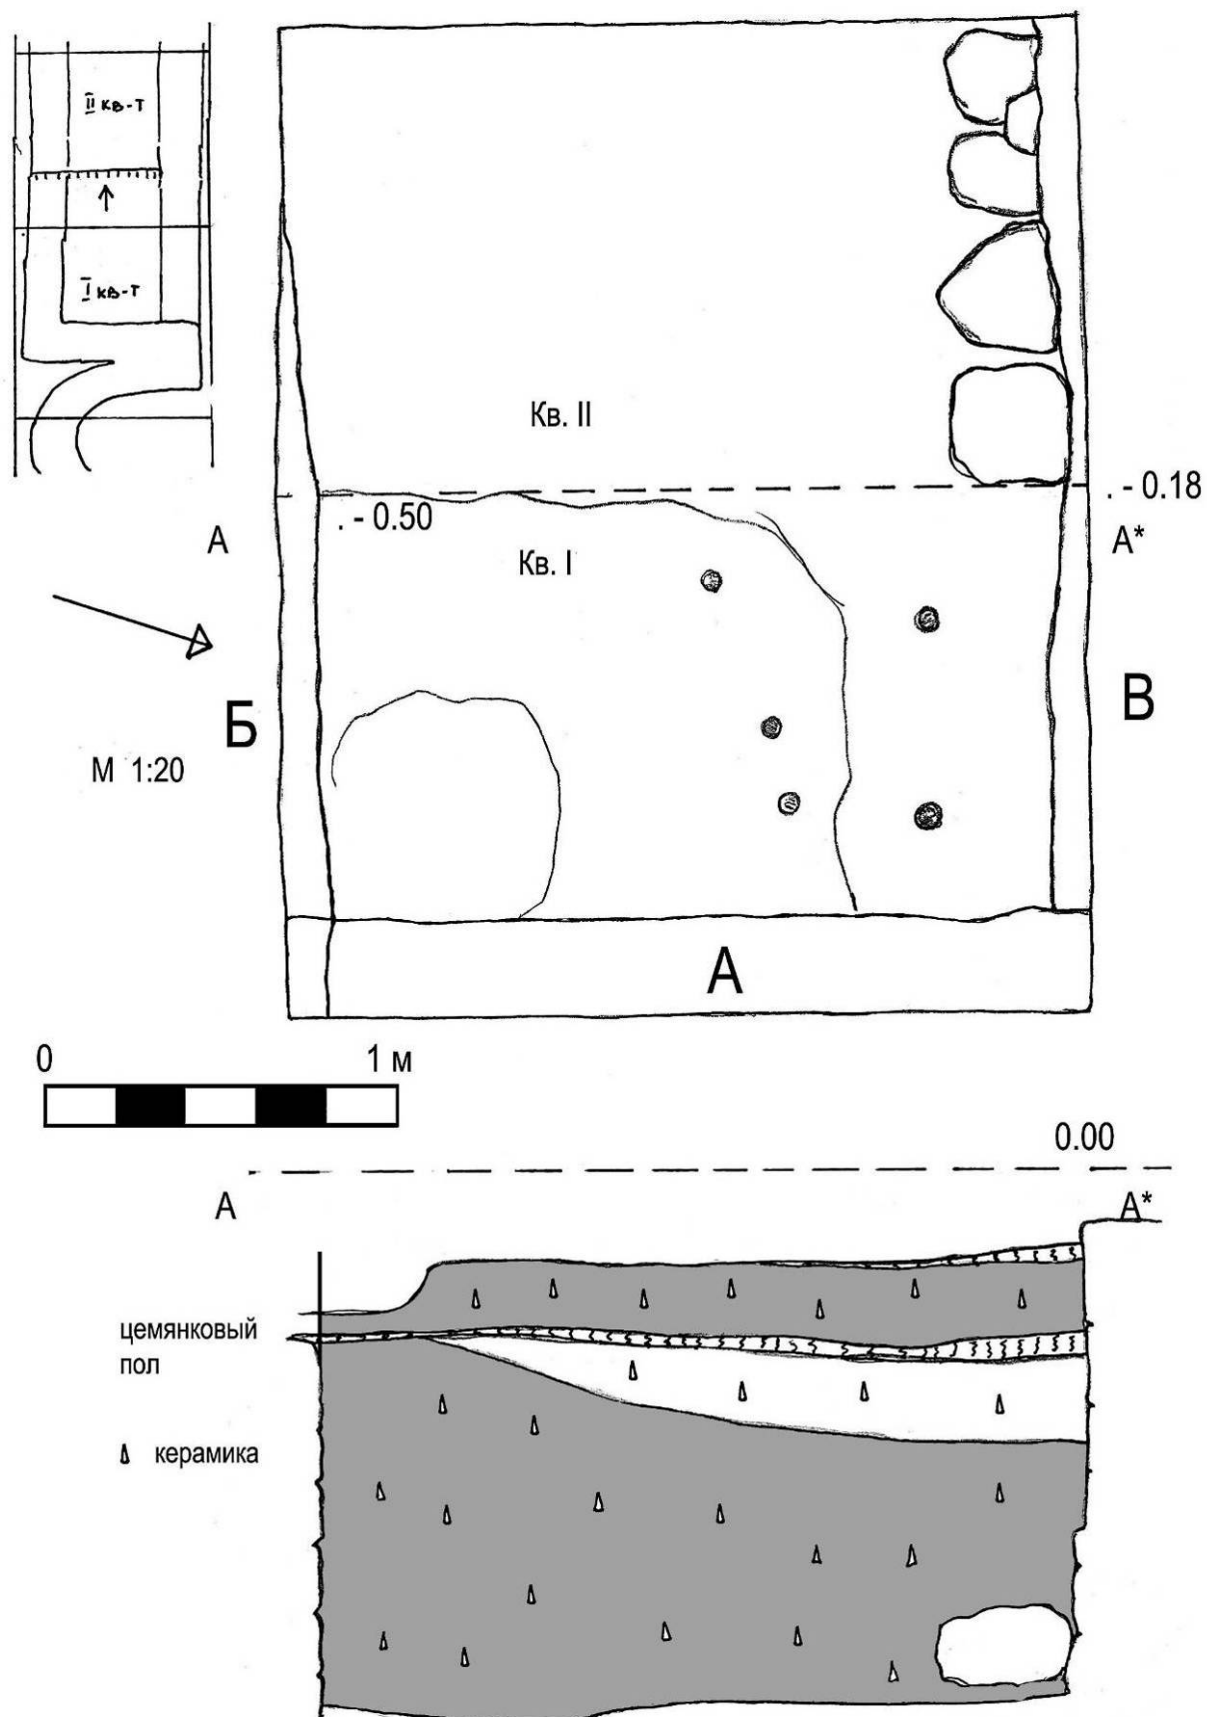 II кв-т
I кв-т
Кв. II
. - 0.50
. - 0.18
А
Кв. I
А*
Б
В
М 1:20
А
0
1 м
0.00
А
А*
цемянковый
пол
керамика